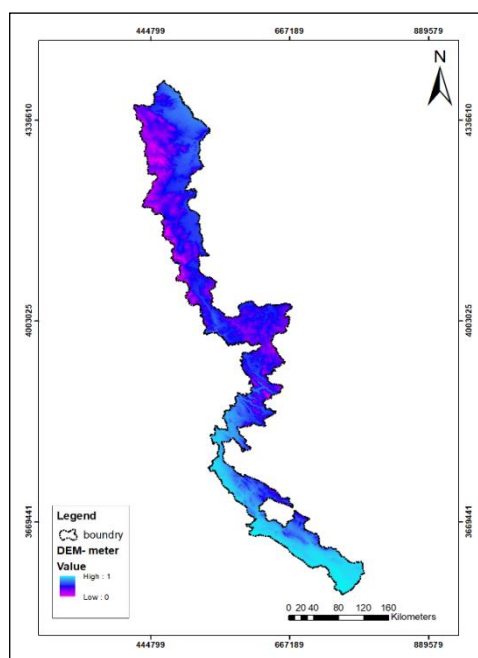 444799 667189 889579
N
4336610 4336610
4003025 4003025
3669441 3669441
Legend
boundry
DEM- meter
Value
High : 1
Low : 0
0 20 40 80 120 160
Kilometers
444799 667189 889579